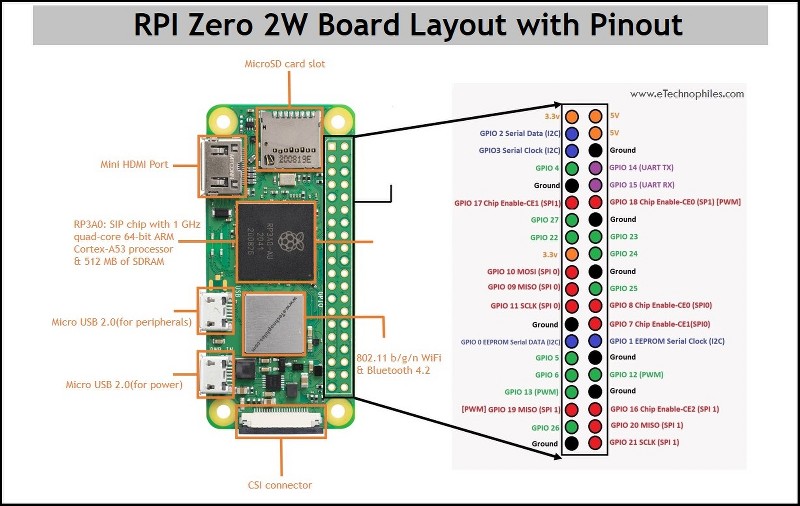 RPI Zero 2W Board Layout with Pinout
MicroSD card slot
Mini HDMI Port
RP3A0: SIP chip with 1 GHz
quad-core 64-bit ARM
Cortex-A53 processor
& 512 MB of SDRAM
Micro USB 2.0(for peripherals)
Micro USB 2.0(for power)
CSI connector
802.11 b/g/n WiFi
& Bluetooth 4.2
200819E
RP3A0-AU
2041
USB
GPIO
www.eTechnophiles.com
www.eTechnophiles.com
3.3v 5V
GPIO 2 Serial Data (I2C) 5V
GPIO3 Serial Clock (I2C) Ground
GPIO 4 GPIO 14 (UART TX)
Ground GPIO 15 (UART RX)
GPIO 17 Chip Enable-CE1 (SPI1) GPIO 18 Chip Enable-CE0 (SP1) [PWM]
GPIO 27 Ground
GPIO 22 GPIO 23
3.3v GPIO 24
GPIO 10 MOSI (SPI 0) Ground
GPIO 09 MISO (SPI 0) GPIO 25
GPIO 11 SCLK (SPI 0) GPIO 8 Chip Enable-CE0 (SPI0)
Ground GPIO 7 Chip Enable-CE1(SPI0)
GPIO 0 EEPROM Serial DATA (I2C) GPIO 1 EEPROM Serial Clock (I2C)
GPIO 5 Ground
GPIO 6 GPIO 12 (PWM)
GPIO 13 (PWM) Ground
[PWM] GPIO 19 MISO (SPI 1) GPIO 16 Chip Enable-CE2 (SPI 1)
GPIO 26 GPIO 20 MISO (SPI 1)
Ground GPIO 21 SCLK (SPI 1)